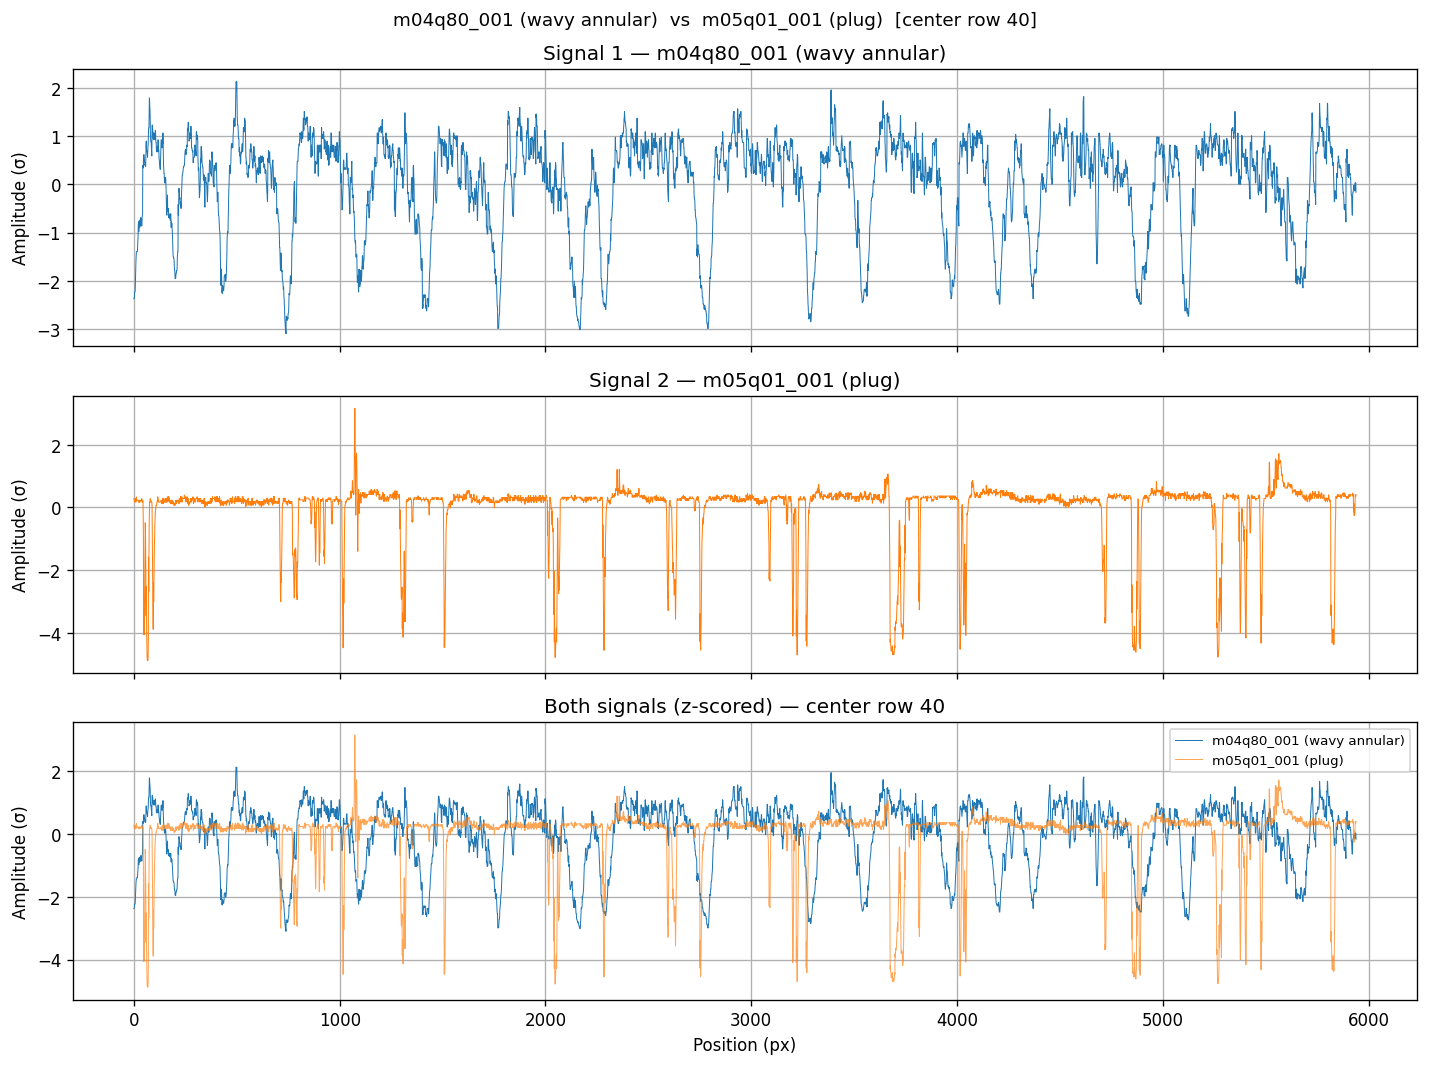 m04q80_001 (wavy annular)  vs  m05q01_001 (plug)  [center row 40]
Signal 1 — m04q80_001 (wavy annular)
2
1
0
−1
−2
−3
Amplitude (σ)
Signal 2 — m05q01_001 (plug)
2
0
−2
−4
Amplitude (σ)
Both signals (z-scored) — center row 40
m04q80_001 (wavy annular)
m05q01_001 (plug)
2
0
−2
−4
Amplitude (σ)
0 1000 2000 3000 4000 5000 6000
Position (px)